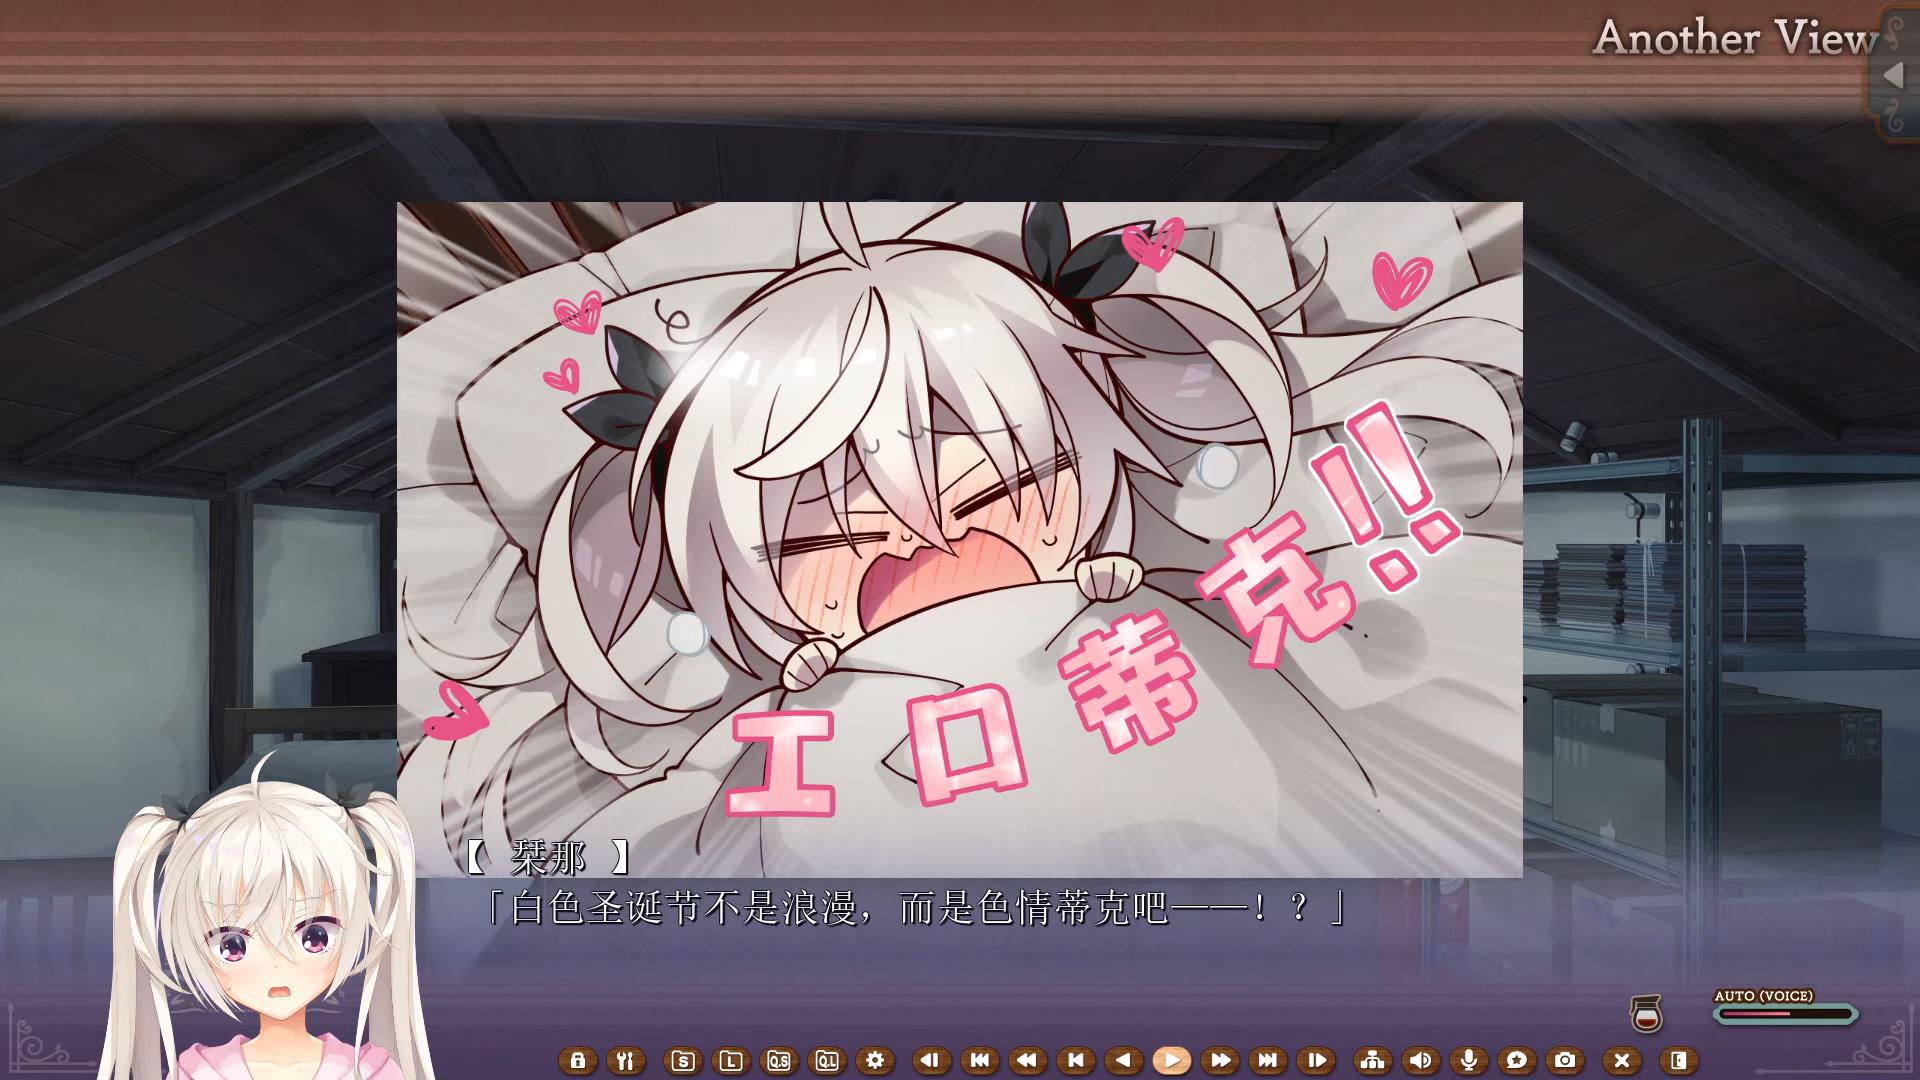 Another View
エロ蒂克!!
【 栞那 】
「白色圣诞节不是浪漫，而是色情蒂克吧———！？」
AUTO (VOICE)
S
L
Q.S
Q.L